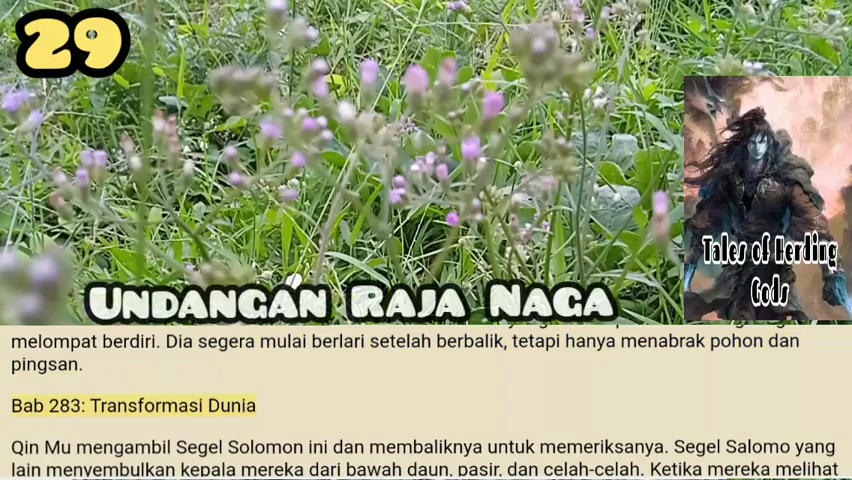 29
Tales of Herding
Gods
Undangan Raja Naga
melompat berdiri. Dia segera mulai berlari setelah berbalik, tetapi hanya menabrak pohon dan
pingsan.
Bab 283: Transformasi Dunia
Qin Mu mengambil Segel Solomon ini dan membaliknya untuk memeriksanya. Segel Salomo yang
lain menyembulkan kepala mereka dari bawah daun, pasir, dan celah-celah. Ketika mereka melihat